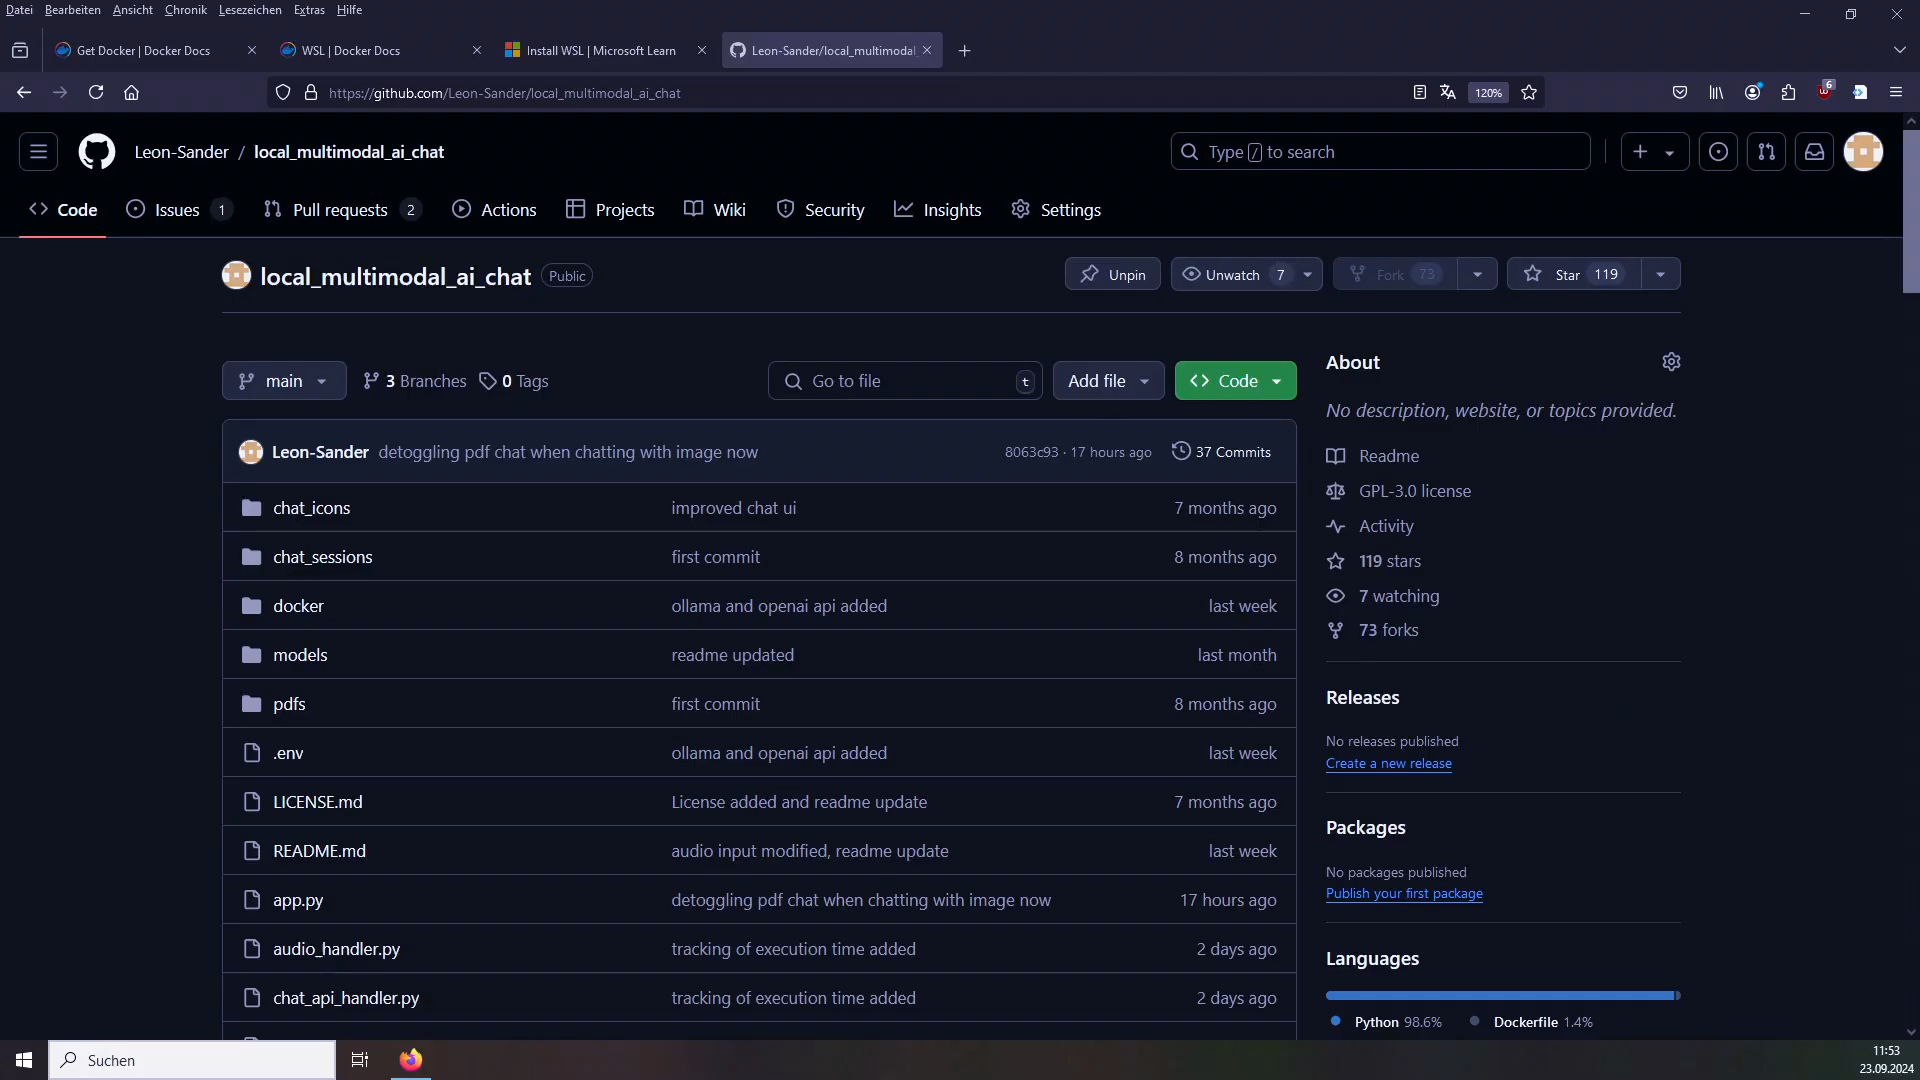 Datei Bearbeiten Ansicht Chronik Lesezeichen Extras Hilfe
Get Docker | Docker Docs
WSL | Docker Docs
Install WSL | Microsoft Learn
Leon-Sander/local_multimodal
https://github.com/Leon-Sander/local_multimodal_ai_chat
120%
6
Leon-Sander / local_multimodal_ai_chat
Type / to search
Code
Issues 1
Pull requests 2
Actions
Projects
Wiki
Security
Insights
Settings
local_multimodal_ai_chat Public
Unpin
Unwatch 7
Fork 73
Star 119
main
3 Branches
0 Tags
Go to file t
Add file
Code
Leon-Sander detoggling pdf chat when chatting with image now 8063c93 · 17 hours ago 37 Commits
chat_icons improved chat ui 7 months ago
chat_sessions first commit 8 months ago
docker ollama and openai api added last week
models readme updated last month
pdfs first commit 8 months ago
.env ollama and openai api added last week
LICENSE.md License added and readme update 7 months ago
README.md audio input modified, readme update last week
app.py detoggling pdf chat when chatting with image now 17 hours ago
audio_handler.py tracking of execution time added 2 days ago
chat_api_handler.py tracking of execution time added 2 days ago
About
No description, website, or topics provided.
Readme
GPL-3.0 license
Activity
119 stars
7 watching
73 forks
Releases
No releases published
Create a new release
Packages
No packages published
Publish your first package
Languages
Python 98.6%
Dockerfile 1.4%
Suchen
11:53
23.09.2024